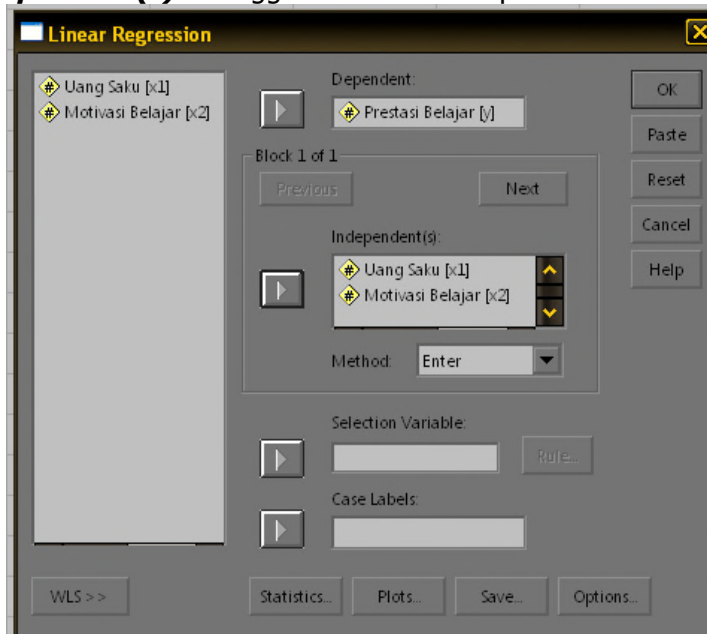 Linear Regression
Uang Saku [x1]
Motivasi Belajar [x2]
Dependent:
Prestasi Belajar [y]
Block 1 of 1
Previous
Next
Independent(s):
Uang Saku [x1]
Motivasi Belajar [x2]
Method:
Enter
Selection Variable:
Rule...
Case Labels:
WLS >>
Statistics...
Plots...
Save...
Options...
OK
Paste
Reset
Cancel
Help